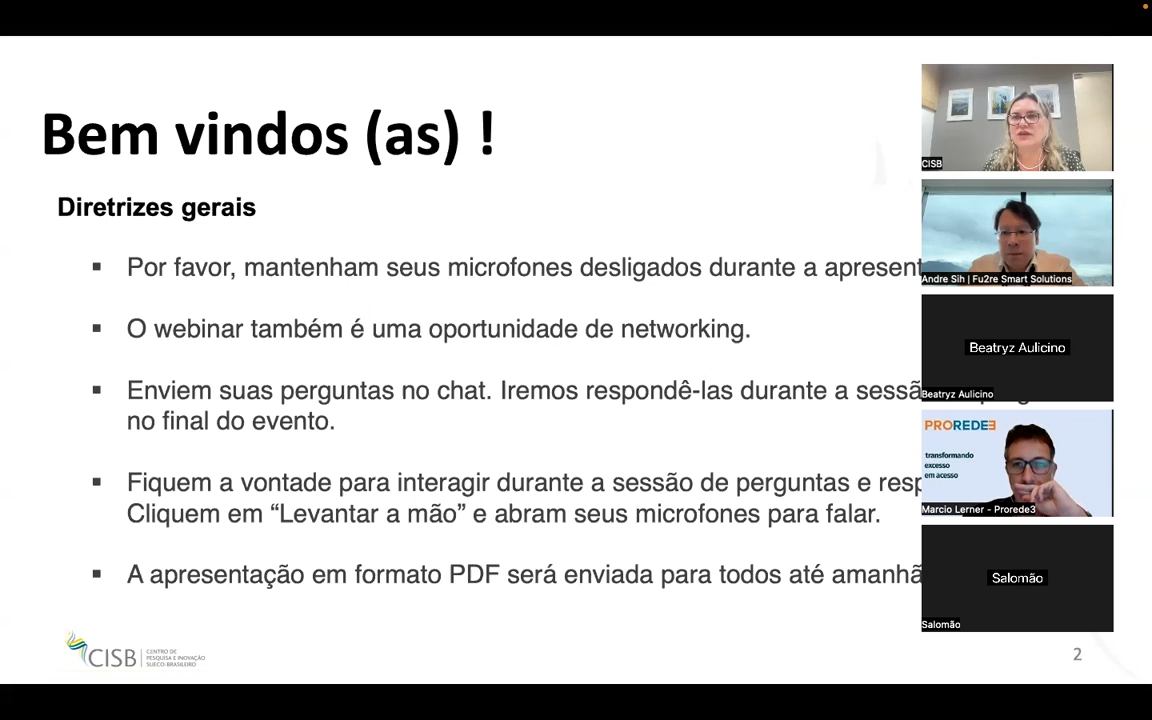 Bem vindos (as) !
Diretrizes gerais
Por favor, mantenham seus microfones desligados durante a
O webinar também é uma oportunidade de networking.
Enviem suas perguntas no chat. Iremos respondê-las durante a
no final do evento.
Fiquem a vontade para interagir durante a sessão de perguntas e
Cliquem em “Levantar a mão” e abram seus microfones para falar.
A apresentação em formato PDF será enviada para todos até amanhã
CISB
CENTRO DE
PESQUISA E INOVAÇÃO
SUECO-BRASILEIRO
2
CISB
Andre Sih | Fu2re Smart Solutions
Beatryz Aulicino
Beatryz Aulicino
PROREDE3
transformando
excesso
em acesso
Marcio Lerner - Prorede3
Salomão
Salomão